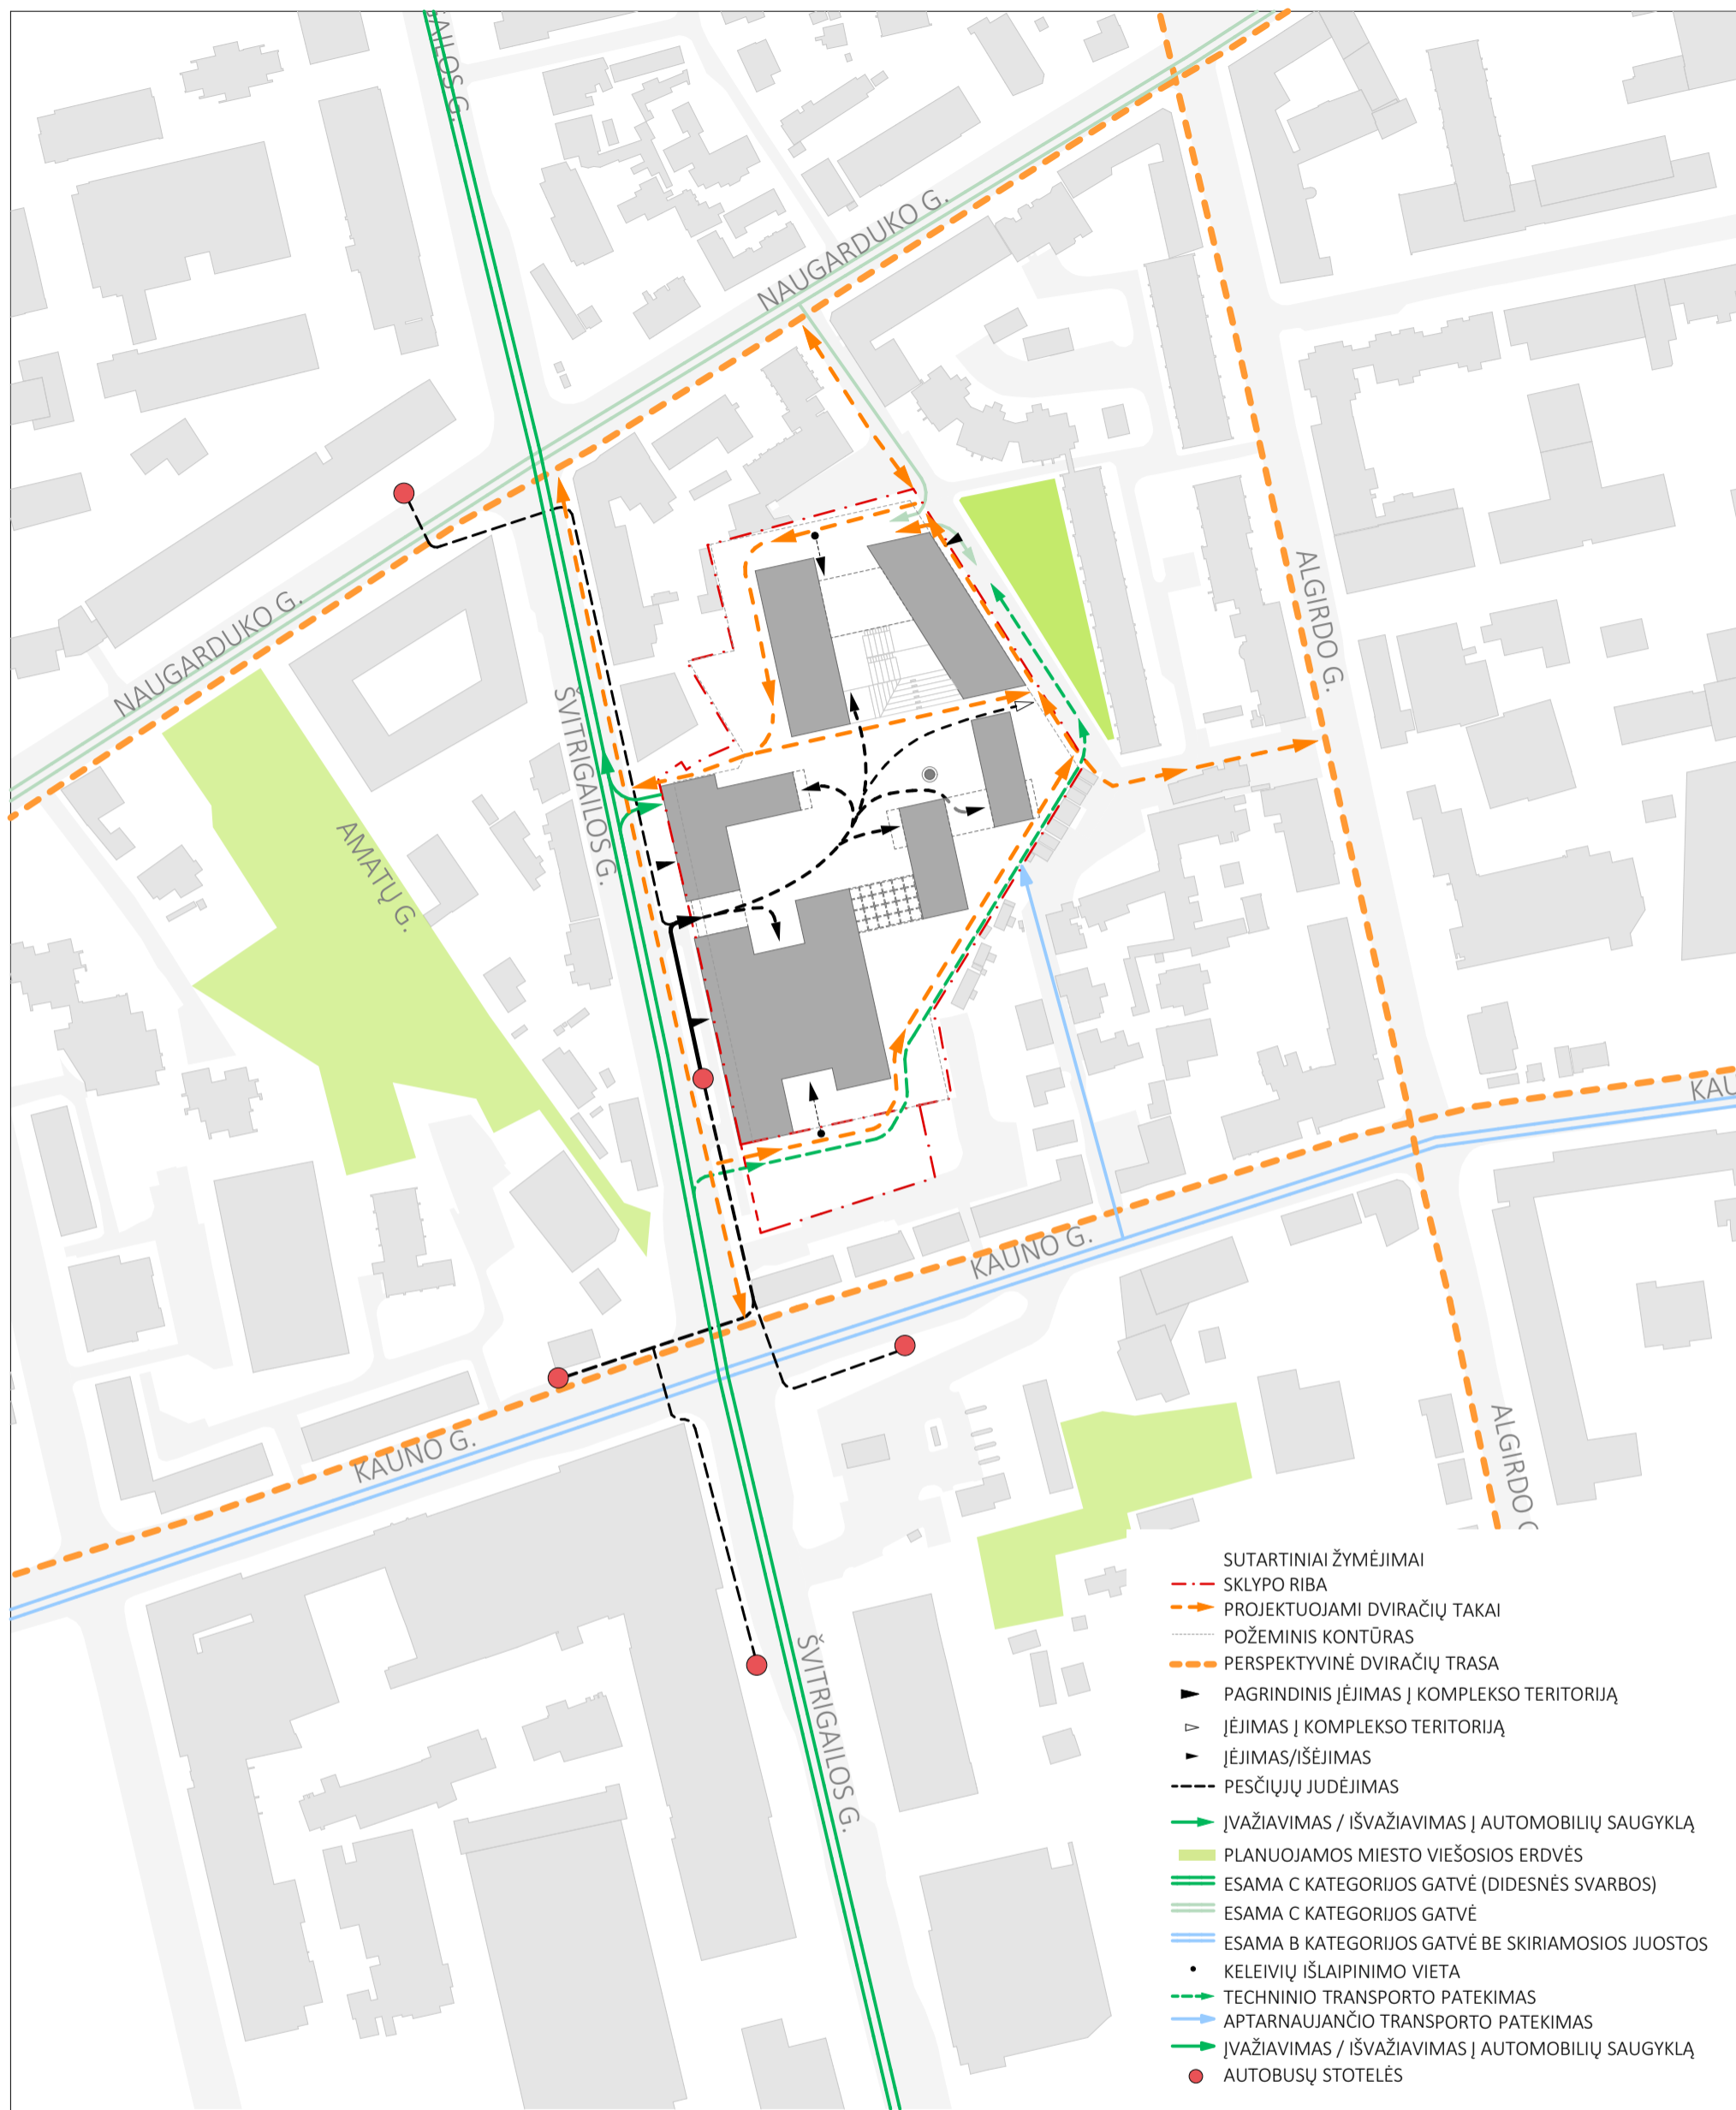 NAUGARDUKO G.
ALGIRDO G.
NAUGARDUKO G.
ŠVITRIGAILOS G.
AMATŲ G.
KAUNO G.
KAUNO G.
ŠVITRIGAILOS G.
SUTARTINIAI ŽYMĖJIMAI
SKLYPO RIBA
PROJEKTUOJAMI DVIRAČIŲ TAKAI
POŽEMINIS KONTŪRAS
PERSPEKTYVINĖ DVIRAČIŲ TRASA
PAGRINDINIS ĮĖJIMAS Į KOMPLEKSO TERITORIJĄ
ĮĖJIMAS Į KOMPLEKSO TERITORIJĄ
ĮĖJIMAS/IŠĖJIMAS
PESČIŲJŲ JUDĖJIMAS
ĮVAŽIAVIMAS / IŠVAŽIAVIMAS Į AUTOMOBILIŲ SAUGYKLĄ
PLANUOJAMOS MIESTO VIEŠOSIOS ERDVĖS
ESAMA C KATEGORIJOS GATVĖ (DIDESNĖS SVARBOS)
ESAMA C KATEGORIJOS GATVĖ
ESAMA B KATEGORIJOS GATVĖ BE SKIRIAMOSIOS JUOSTOS
KELEIVIŲ IŠLAIPINIMO VIETA
TECHNINIO TRANSPORTO PATEKIMAS
APTARNAUJANČIO TRANSPORTO PATEKIMAS
ĮVAŽIAVIMAS / IŠVAŽIAVIMAS Į AUTOMOBILIŲ SAUGYKLĄ
AUTOBUSŲ STOTELĖS